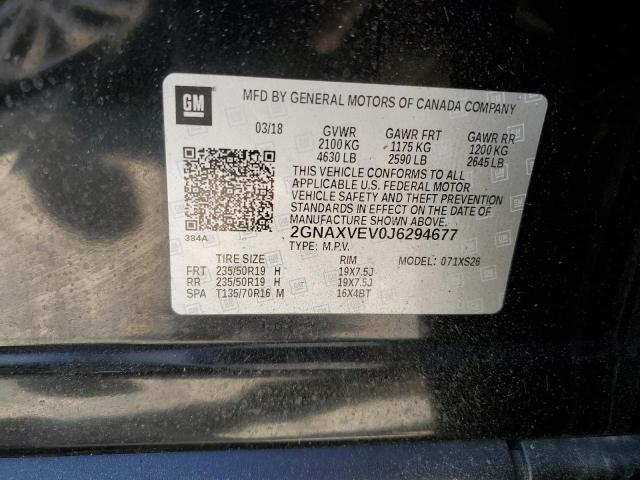 GM
MFD BY GENERAL MOTORS OF CANADA COMPANY
03/18 GVWR GAWR FRT GAWR RR
2100 KG 1175 KG 1200 KG
4630 LB 2590 LB 2645 LB
THIS VEHICLE CONFORMS TO ALL
APPLICABLE U.S. FEDERAL MOTOR
VEHICLE SAFETY AND THEFT PREVENTION
STANDARDS IN EFFECT ON THE DATE OF
MANUFACTURE SHOWN ABOVE.
384A
2GNAXVEV0J6294677
TYPE: M.P.V. MODEL: 071XS26
TIRE SIZE RIM
FRT 235/50R19 H 19X7.5J
RR 235/50R19 H 19X7.5J
SPA T135/70R16 M 16X4BT